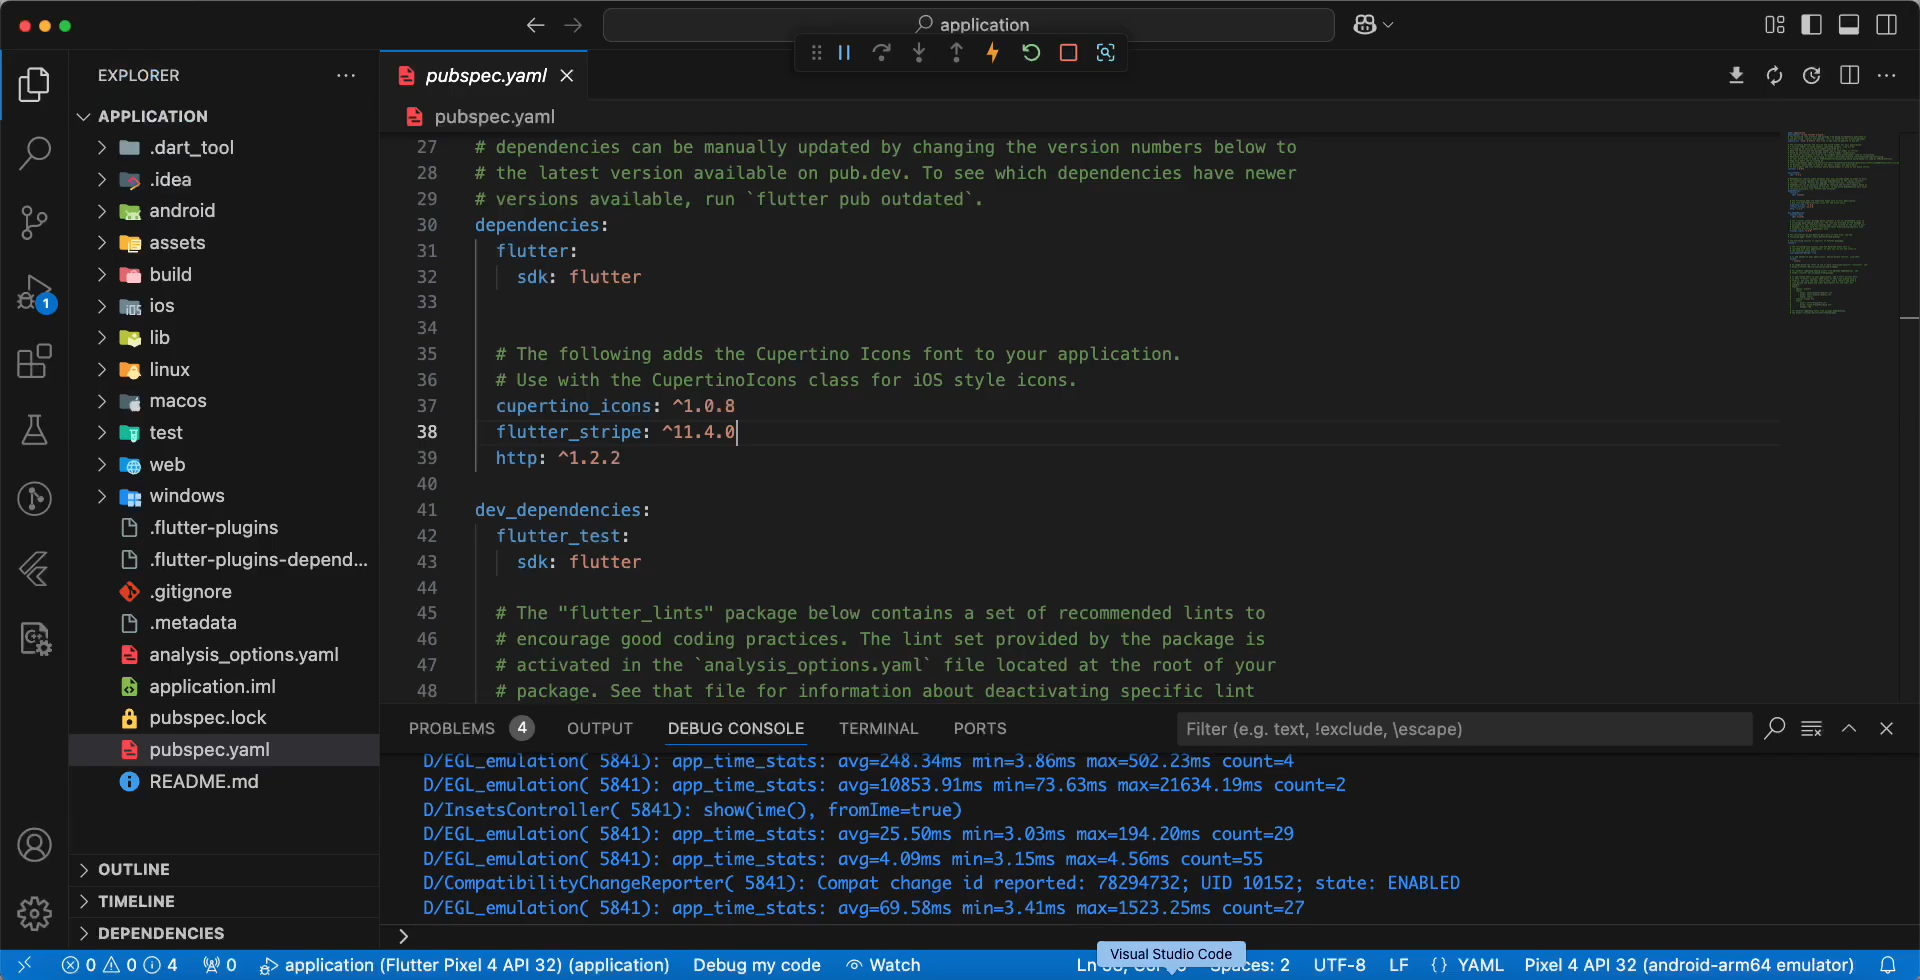 application
EXPLORER
APPLICATION
.dart_tool
.idea
android
assets
build
ios
lib
linux
macos
test
web
windows
.flutter-plugins
.flutter-plugins-depend...
.gitignore
.metadata
analysis_options.yaml
application.iml
pubspec.lock
pubspec.yaml
README.md
OUTLINE
TIMELINE
DEPENDENCIES
1
pubspec.yaml
pubspec.yaml
27 # dependencies can be manually updated by changing the version numbers below to
28 # the latest version available on pub.dev. To see which dependencies have newer
29 # versions available, run `flutter pub outdated`.
30 dependencies:
31 flutter:
32 sdk: flutter
33
34
35 # The following adds the Cupertino Icons font to your application.
36 # Use with the CupertinoIcons class for iOS style icons.
37 cupertino_icons: ^1.0.8
38 flutter_stripe: ^11.4.0
39 http: ^1.2.2
40
41 dev_dependencies:
42 flutter_test:
43 sdk: flutter
44
45 # The "flutter_lints" package below contains a set of recommended lints to
46 # encourage good coding practices. The lint set provided by the package is
47 # activated in the `analysis_options.yaml` file located at the root of your
48 # package. See that file for information about deactivating specific lint
PROBLEMS 4 OUTPUT DEBUG CONSOLE TERMINAL PORTS Filter (e.g. text, !exclude, \escape)
D/EGL_emulation( 5841): app_time_stats: avg=248.34ms min=3.86ms max=502.23ms count=4
D/EGL_emulation( 5841): app_time_stats: avg=10853.91ms min=73.63ms max=21634.19ms count=2
D/InsetsController( 5841): show(ime(), fromIme=true)
D/EGL_emulation( 5841): app_time_stats: avg=25.50ms min=3.03ms max=194.20ms count=29
D/EGL_emulation( 5841): app_time_stats: avg=4.09ms min=3.15ms max=4.56ms count=55
D/CompatibilityChangeReporter( 5841): Compat change id reported: 78294732; UID 10152; state: ENABLED
D/EGL_emulation( 5841): app_time_stats: avg=69.58ms min=3.41ms max=1523.25ms count=27
Visual Studio Code
0 0 4 0 application (Flutter Pixel 4 API 32) (application) Debug my code Watch Spaces: 2 UTF-8 LF {} YAML Pixel 4 API 32 (android-arm64 emulator)